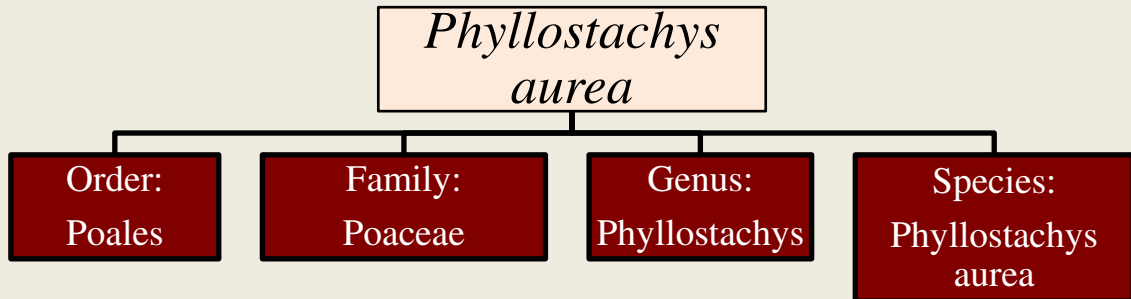 Phyllostachys
aurea
Order:
Poales
Family:
Poaceae
Genus:
Phyllostachys
Species:
Phyllostachys
aurea